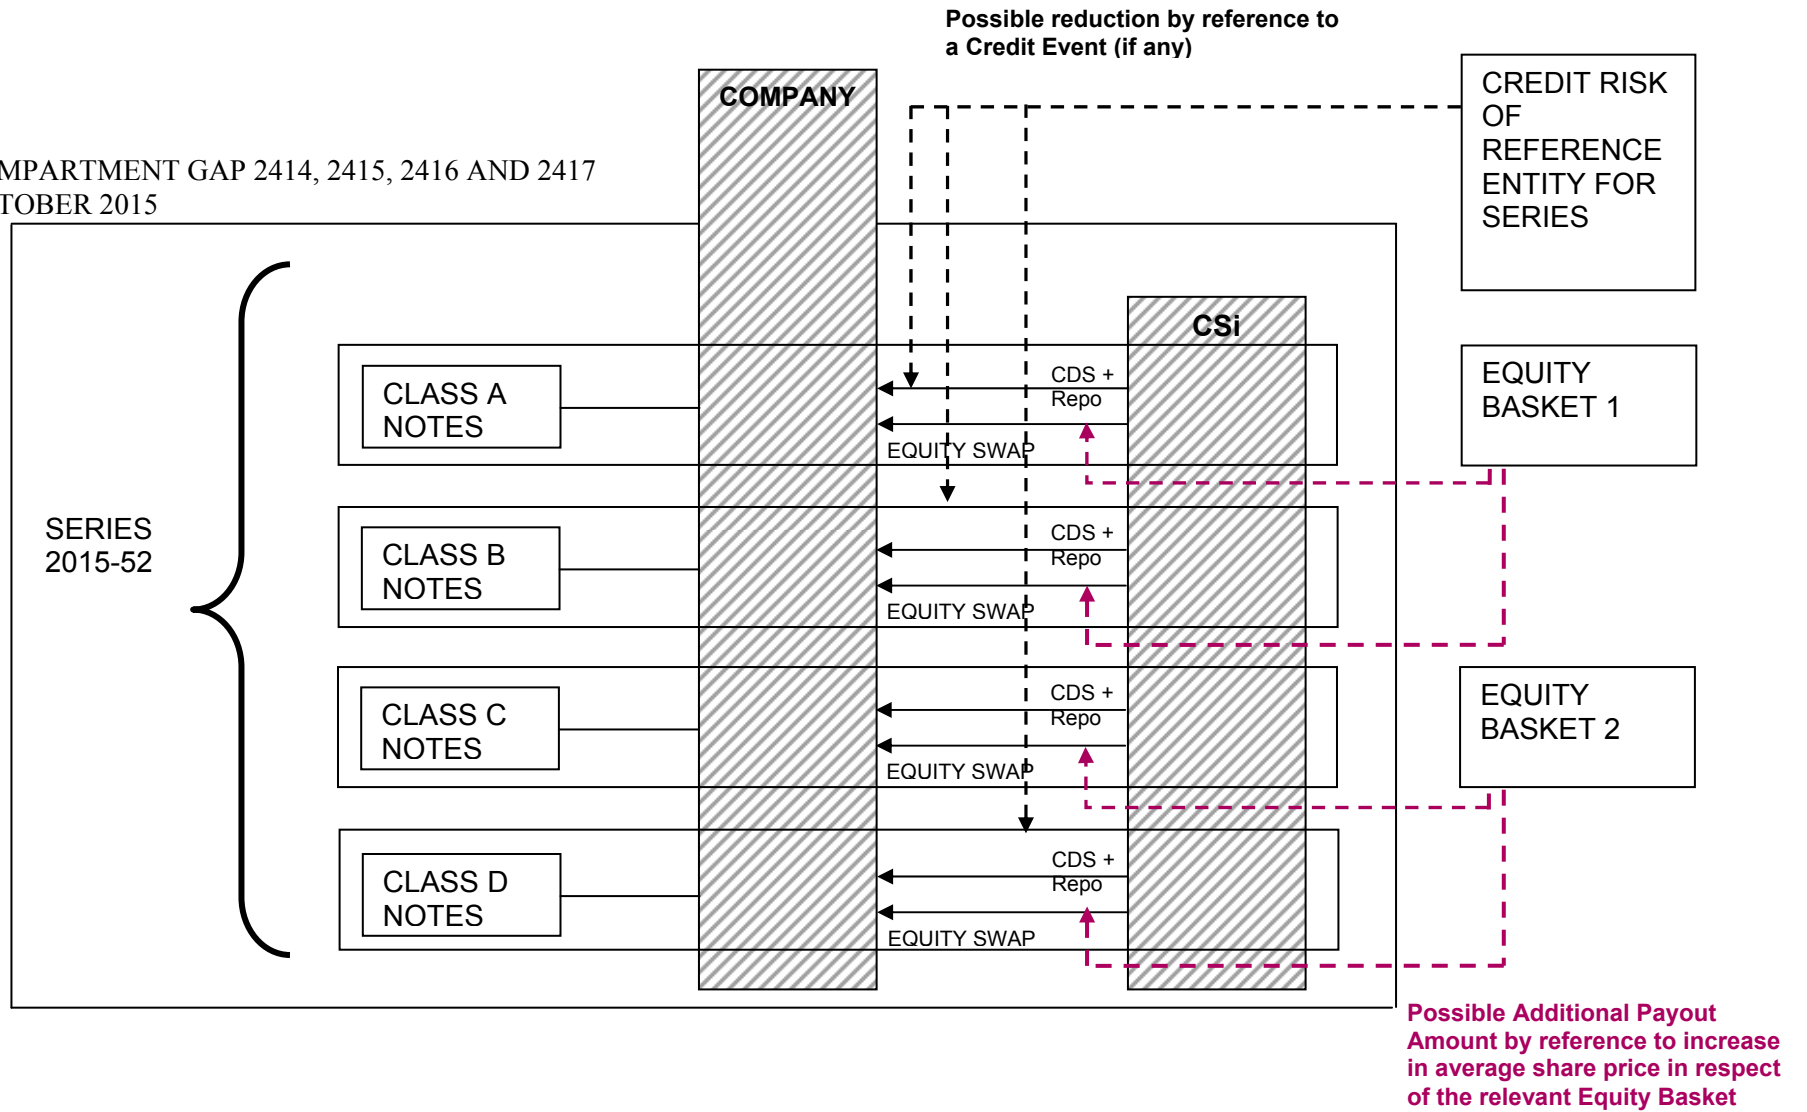 Possible reduction by reference to
a Credit Event (if any)
CREDIT RISK
OF
REFERENCE
ENTITY FOR
SERIES
COMPANY
MPARTMENT GAP 2414, 2415, 2416 AND 2417
TOBER 2015
CSi
CLASS A
NOTES
CDS +
Repo
EQUITY SWAP
EQUITY
BASKET 1
SERIES
2015-52
CLASS B
NOTES
CDS +
Repo
EQUITY SWAP
CLASS C
NOTES
CDS +
Repo
EQUITY SWAP
EQUITY
BASKET 2
CLASS D
NOTES
CDS +
Repo
EQUITY SWAP
Possible Additional Payout
Amount by reference to increase
in average share price in respect
of the relevant Equity Basket